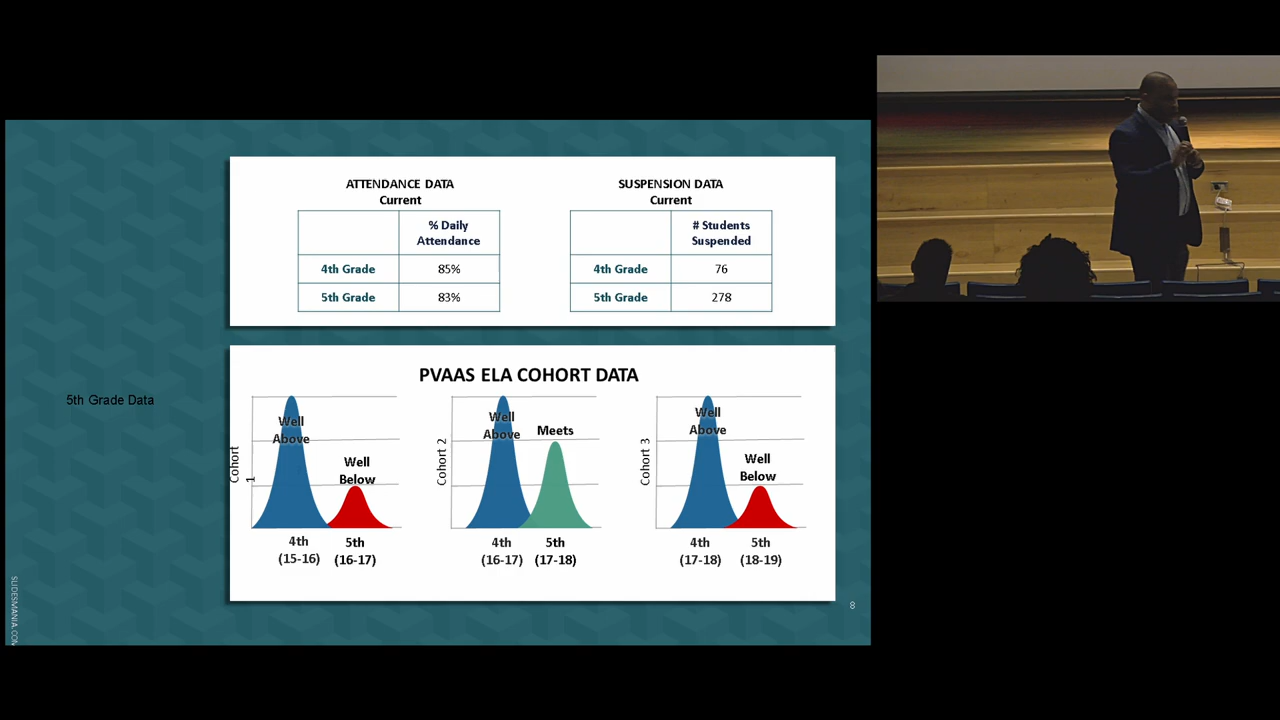 ATTENDANCE DATA
Current
% Daily
Attendance
4th Grade 85%
5th Grade 83%
SUSPENSION DATA
Current
# Students
Suspended
4th Grade 76
5th Grade 278
5th Grade Data
PVAAS ELA COHORT DATA
Cohort
1
Well
Above
Well
Below
4th
(15-16)
5th
(16-17)
Cohort 2
Well
Above
Meets
4th
(16-17)
5th
(17-18)
Cohort 3
Well
Above
Well
Below
4th
(17-18)
5th
(18-19)
SLIDESMANIA.COM
8